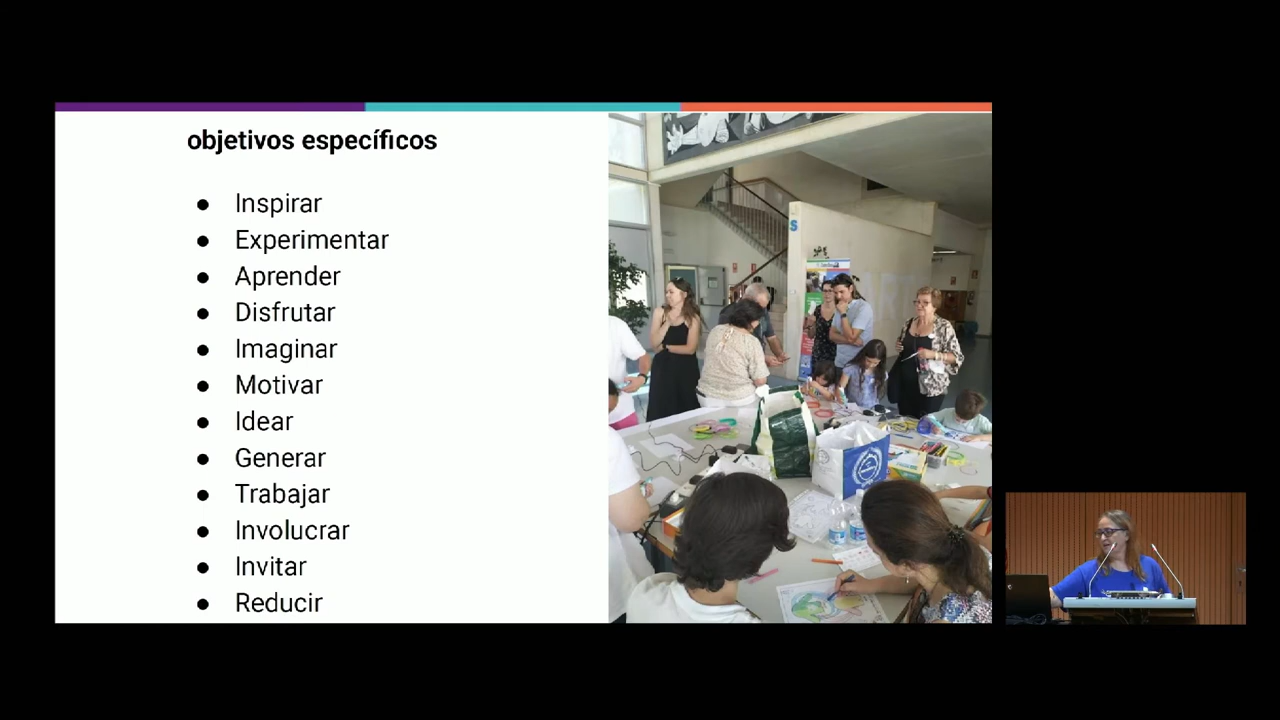 objetivos específicos
● Inspirar
● Experimentar
● Aprender
● Disfrutar
● Imaginar
● Motivar
● Idear
● Generar
● Trabajar
● Involucrar
● Invitar
● Reducir